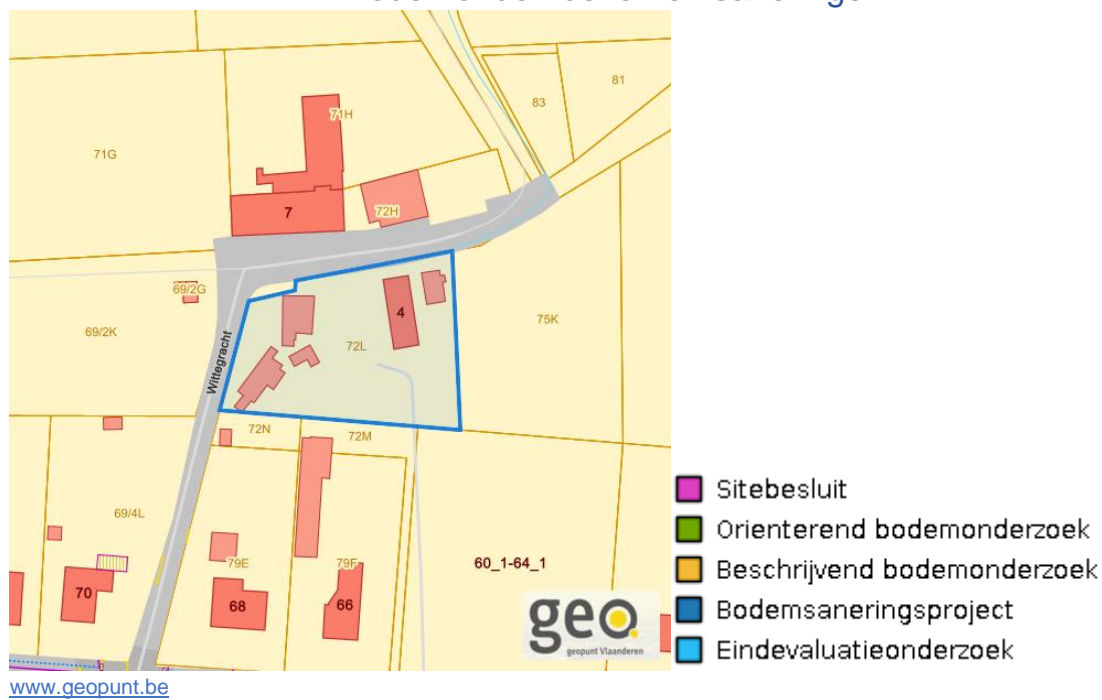 81
83
71H
71G
7
72H
69/2G
4
75K
69/2K
72L
Wittegracht
72N
72M
Sitebesluit
69/4L
Orienterend bodemonderzoek
79E
79F
60_1-64_1
Beschrijvend bodemonderzoek
70
68
66
geo
Bodemsaneringsproject
geopunt Vlaanderen
Eindevaluatieonderzoek
www.geopunt.be